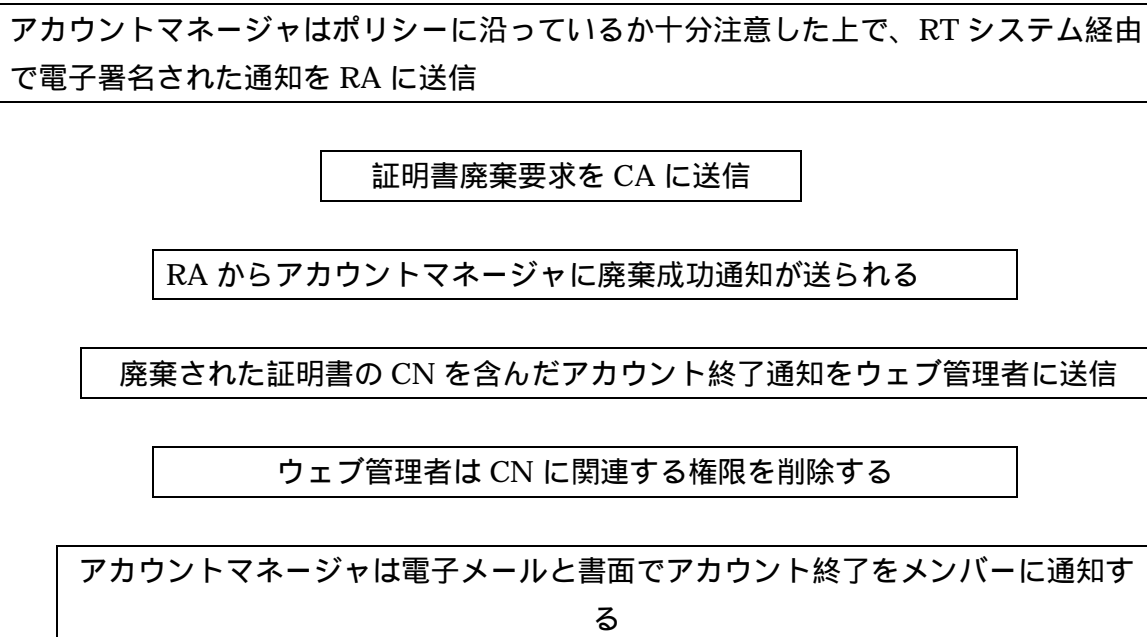 アカウントマネージャはポリシーに沿っているか十分注意した上で、RT システム経由
で電子署名された通知を RA に送信
証明書廃棄要求を CA に送信
RA からアカウントマネージャに廃棄成功通知が送られる
廃棄された証明書の CN を含んだアカウント終了通知をウェブ管理者に送信
ウェブ管理者は CN に関連する権限を削除する
アカウントマネージャは電子メールと書面でアカウント終了をメンバーに通知す
る